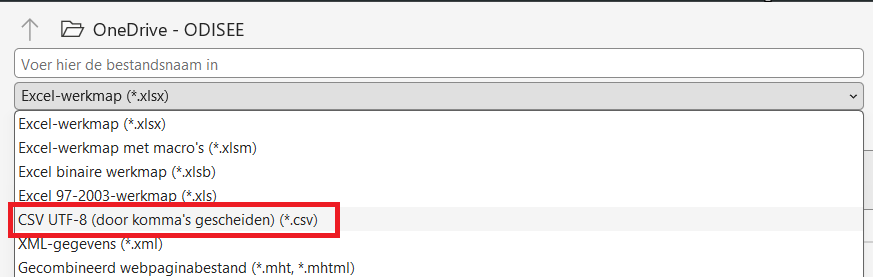 OneDrive - ODISEE
Voer hier de bestandsnaam in
Excel-werkmap (*.xlsx)
Excel-werkmap (*.xlsx)
Excel-werkmap met macro's (*.xlsm)
Excel binaire werkmap (*.xlsb)
Excel 97-2003-werkmap (*.xls)
CSV UTF-8 (door komma's gescheiden) (*.csv)
XML-gegevens (*.xml)
Gecombineerd webpaginabestand (*.mht, *.mhtml)